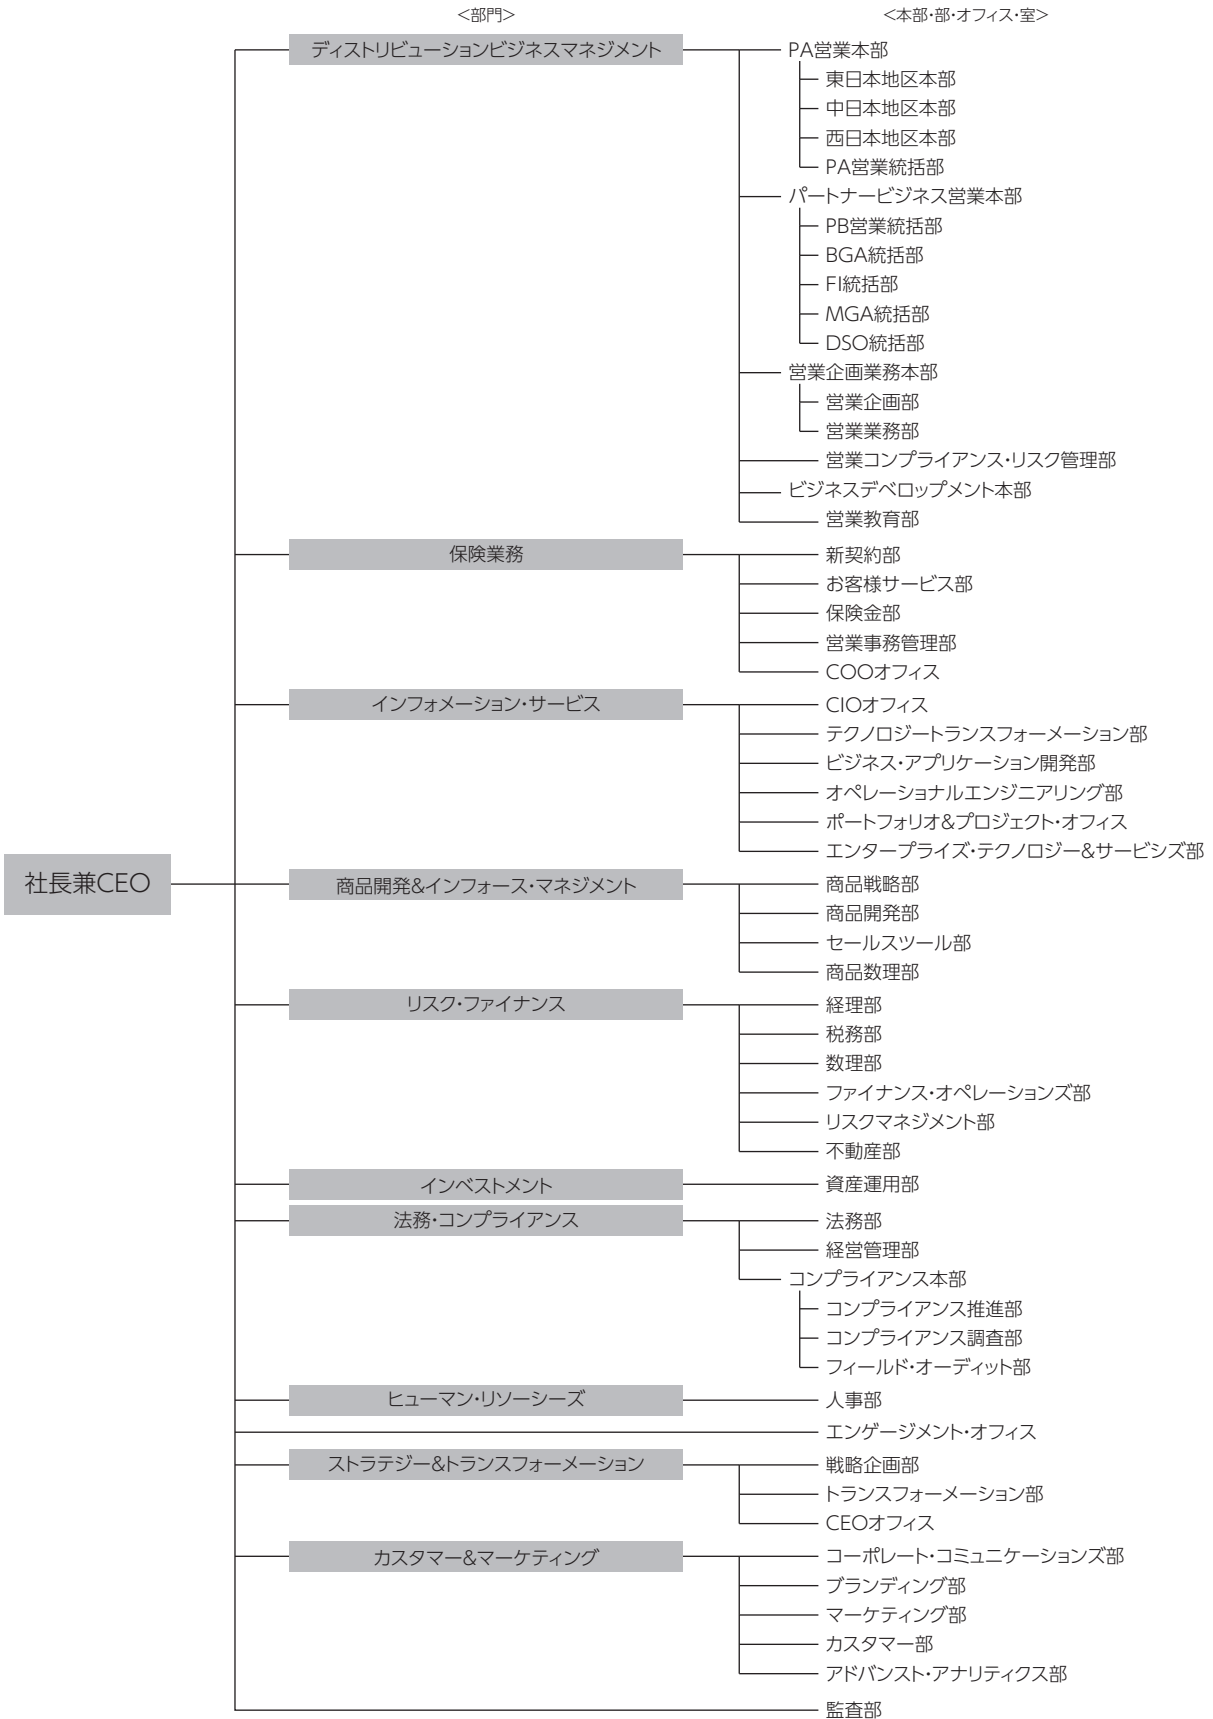 ＜部門＞
＜本部・部・オフィス・室＞
社長兼CEO
ディストリビューションビジネスマネジメント
PA営業本部
東日本地区本部
中日本地区本部
西日本地区本部
PA営業統括部
パートナービジネス営業本部
PB営業統括部
BGA統括部
FI統括部
MGA統括部
DSO統括部
営業企画業務本部
営業企画部
営業業務部
営業コンプライアンス・リスク管理部
ビジネスデベロップメント本部
営業教育部
保険業務
新契約部
お客様サービス部
保険金部
営業事務管理部
COOオフィス
インフォメーション・サービス
CIOオフィス
テクノロジートランスフォーメーション部
ビジネス・アプリケーション開発部
オペレーショナルエンジニアリング部
ポートフォリオ&プロジェクト・オフィス
エンタープライズ・テクノロジー&サービシズ部
商品開発&インフォース・マネジメント
商品戦略部
商品開発部
セールスツール部
商品数理部
リスク・ファイナンス
経理部
税務部
数理部
ファイナンス・オペレーションズ部
リスクマネジメント部
不動産部
インベストメント
資産運用部
法務・コンプライアンス
法務部
経営管理部
コンプライアンス本部
コンプライアンス推進部
コンプライアンス調査部
フィールド・オーディット部
ヒューマン・リソーシーズ
人事部
エンゲージメント・オフィス
ストラテジー&トランスフォーメーション
戦略企画部
トランスフォーメーション部
CEOオフィス
カスタマー&マーケティング
コーポレート・コミュニケーションズ部
ブランディング部
マーケティング部
カスタマー部
アドバンスト・アナリティクス部
監査部